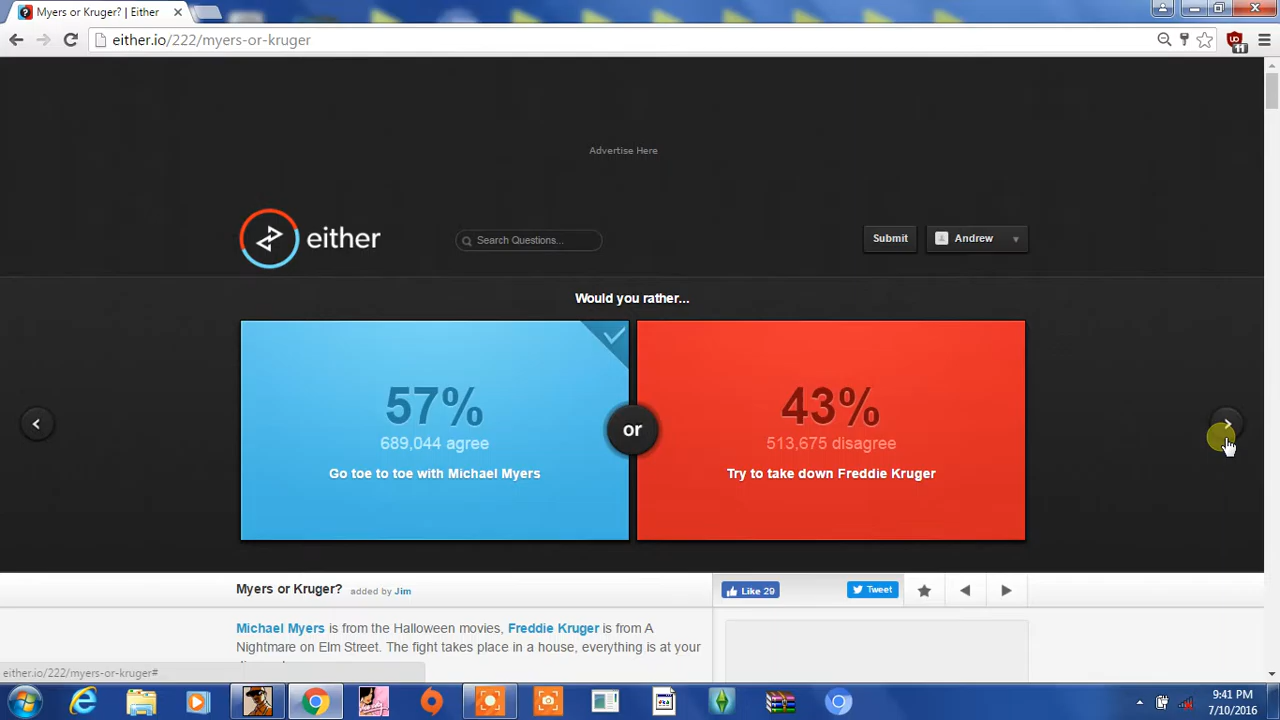 Myers or Kruger? | Either
either.io/222/myers-or-kruger
11
Advertise Here
either
Search Questions...
Submit
Andrew
Would you rather...
57%
689,044 agree
Go toe to toe with Michael Myers
or
43%
513,675 disagree
Try to take down Freddie Kruger
Myers or Kruger? added by Jim
Like 29
Tweet
Michael Myers is from the Halloween movies, Freddie Kruger is from A
Nightmare on Elm Street. The fight takes place in a house, everything is at your
either.io/222/myers-or-kruger#
9:41 PM
7/10/2016